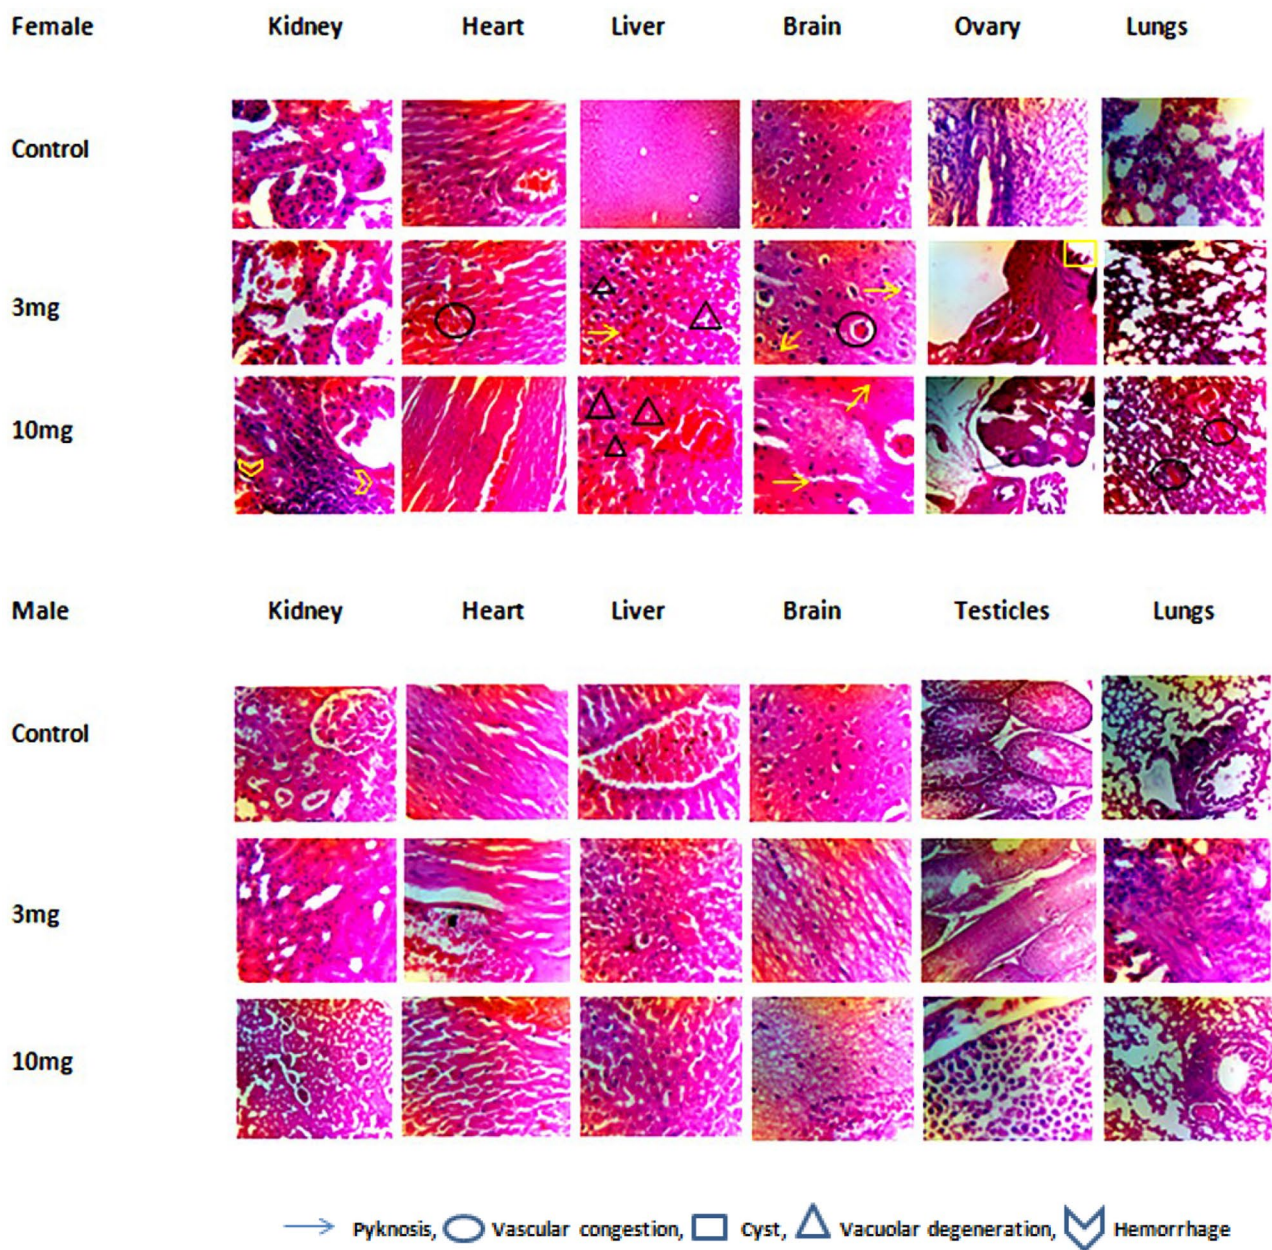 Female Kidney Heart Liver Brain Ovary Lungs
Control
3mg
10mg
Male Kidney Heart Liver Brain Testicles Lungs
Control
3mg
10mg
Pyknosis, Vascular congestion, Cyst, Vacuolar degeneration, Hemorrhage